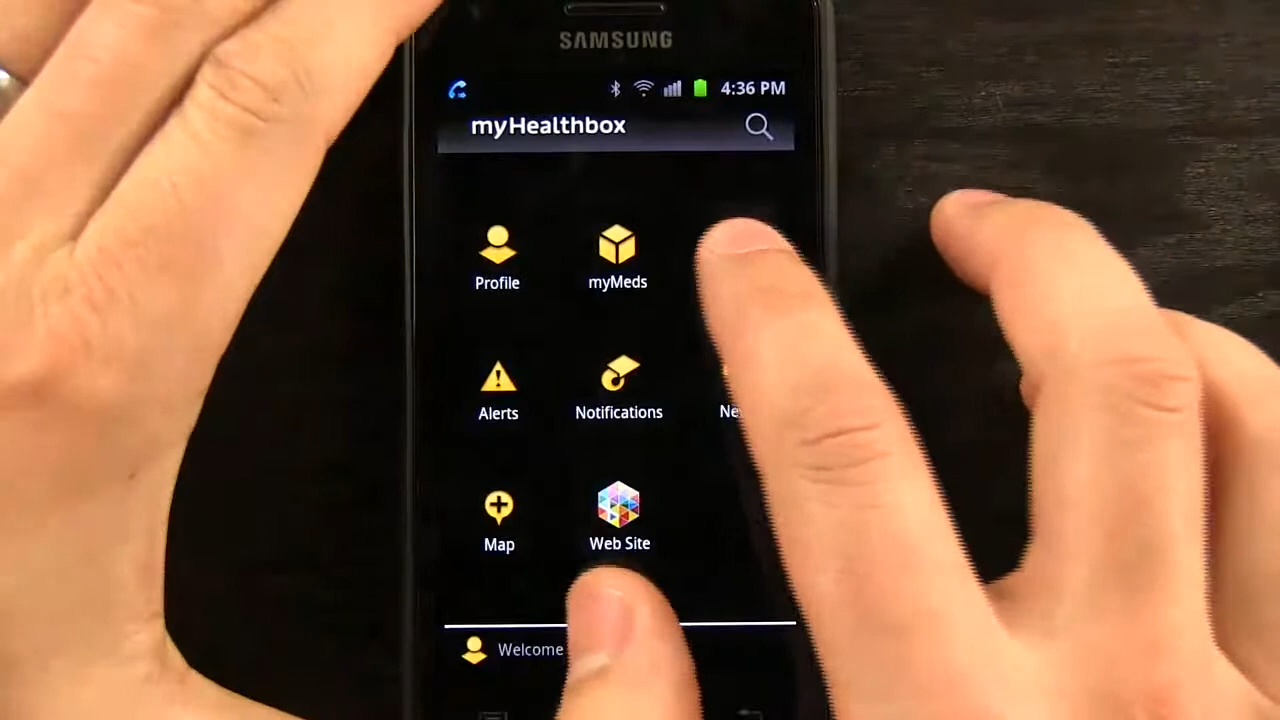 SAMSUNG
4:36 PM
myHealthbox
Profile
myMeds
Alerts
Notifications
Map
Web Site
Welcome